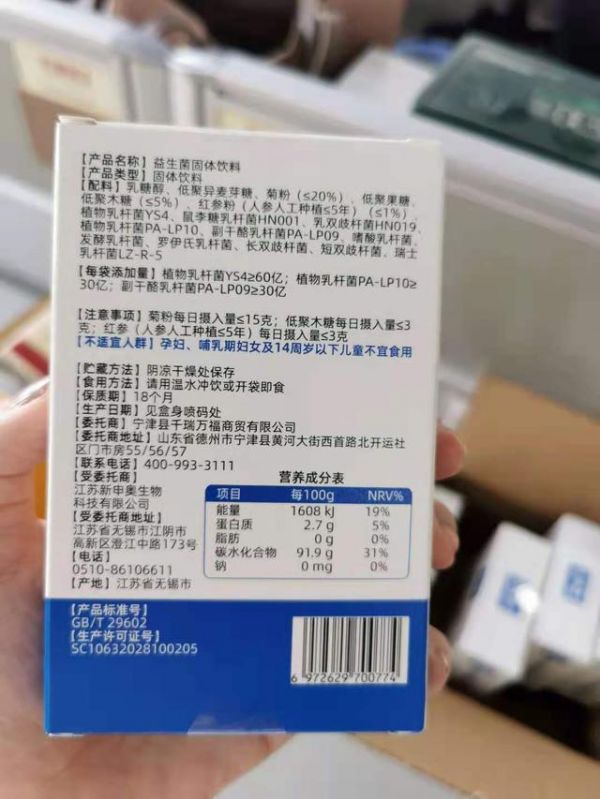 【产品名称】益生菌固体饮料
【产品类型】固体饮料
【配料】乳糖醇、低聚异麦芽糖、菊粉（≤20%）、低聚果糖、
低聚木糖（≤5%）、红参粉（人参人工种植≤5年）（≤1%）、
植物乳杆菌YS4、鼠李糖乳杆菌HN001、乳双歧杆菌HN019、
植物乳杆菌PA-LP10、副干酪乳杆菌PA-LP09、嗜酸乳杆菌、
发酵乳杆菌、罗伊氏乳杆菌、长双歧杆菌、短双歧杆菌、瑞士
乳杆菌LZ-R-5
【每袋添加量】植物乳杆菌YS4≥60亿；植物乳杆菌PA-LP10≥
30亿；副干酪乳杆菌PA-LP09≥30亿
【注意事项】菊粉每日摄入量≤15克；低聚木糖每日摄入量≤3
克；红参（人参人工种植≤5年）每日摄入量≤3克
【不适宜人群】孕妇、哺乳期妇女及14周岁以下儿童不宜食用
【贮藏方法】阴凉干燥处保存
【食用方法】请用温水冲饮或开袋即食
【保质期】18个月
【生产日期】见盒身喷码处
【委托商】宁津县千瑞万福商贸有限公司
【委托商地址】山东省德州市宁津县黄河大街西首路北开运社
区门市房55/56/57
【联系电话】400-993-3111
【受委托商】
江苏新申奥生物
科技有限公司
【受委托商地址】
江苏省无锡市江阴市
高新区澄江中路173号
【电话】
0510-86106611
【产地】江苏省无锡市
营养成分表
项目 每100g NRV%
能量 1608 kJ 19%
蛋白质 2.7 g 5%
脂肪 0 g 0%
碳水化合物 91.9 g 31%
钠 0 mg 0%
【产品标准号】
GB/T 29602
【生产许可证号】
SC10632028100205
6 972629 700774